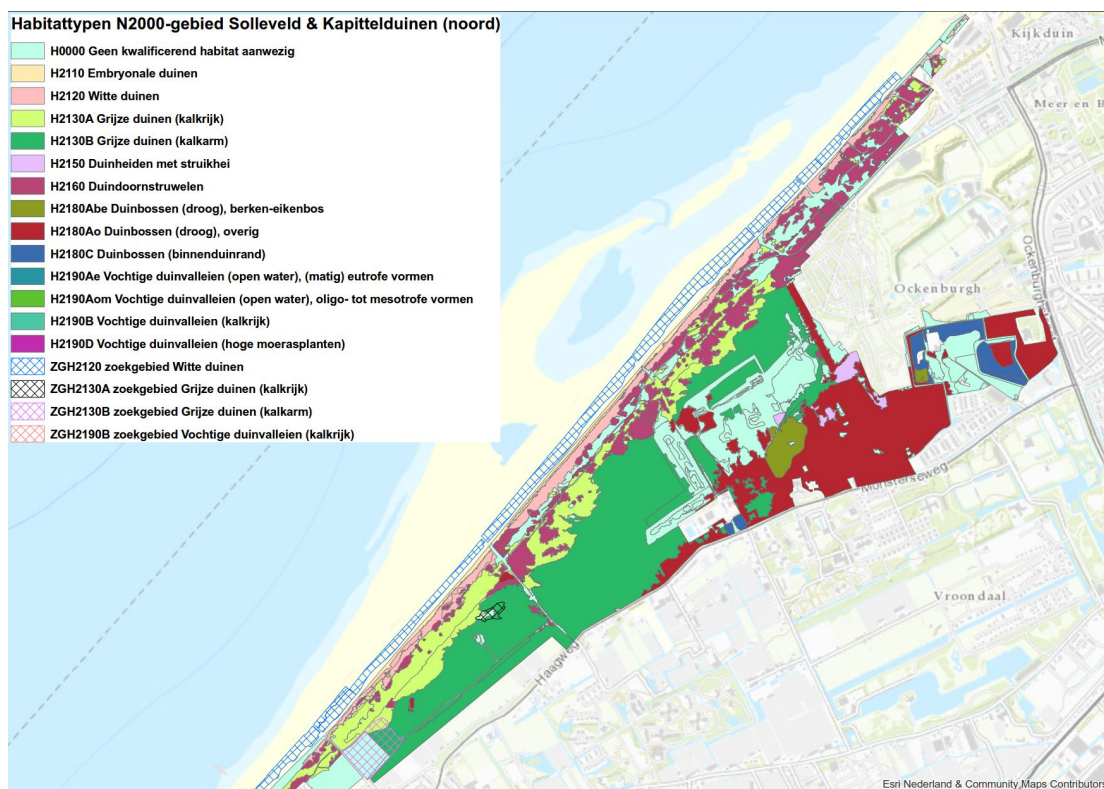 Habitattypen N2000-gebied Solleveld & Kapittelduinen (noord)
H0000 Geen kwalificerend habitat aanwezig
H2110 Embryonale duinen
H2120 Witte duinen
H2130A Grijze duinen (kalkrijk)
H2130B Grijze duinen (kalkarm)
H2150 Duinheiden met struikhei
H2160 Duindoornstruwelen
H2180Abe Duinbossen (droog), berken-eikenbos
H2180Ao Duinbossen (droog), overig
H2180C Duinbossen (binnenduinrand)
H2190Ae Vochtige duinvalleien (open water), (matig) eutrofe vormen
H2190Aom Vochtige duinvalleien (open water), oligo- tot mesotrofe vormen
H2190B Vochtige duinvalleien (kalkrijk)
H2190D Vochtige duinvalleien (hoge moerasplanten)
ZGH2120 zoekgebied Witte duinen
ZGH2130A zoekgebied Grijze duinen (kalkrijk)
ZGH2130B zoekgebied Grijze duinen (kalkarm)
ZGH2190B zoekgebied Vochtige duinvalleien (kalkrijk)
Kijkduin
Meer en B
Ockenburgh
Ockenburgh
Monsterseweg
Vroondaal
Haagweg
Esri Nederland & Community Maps Contributors